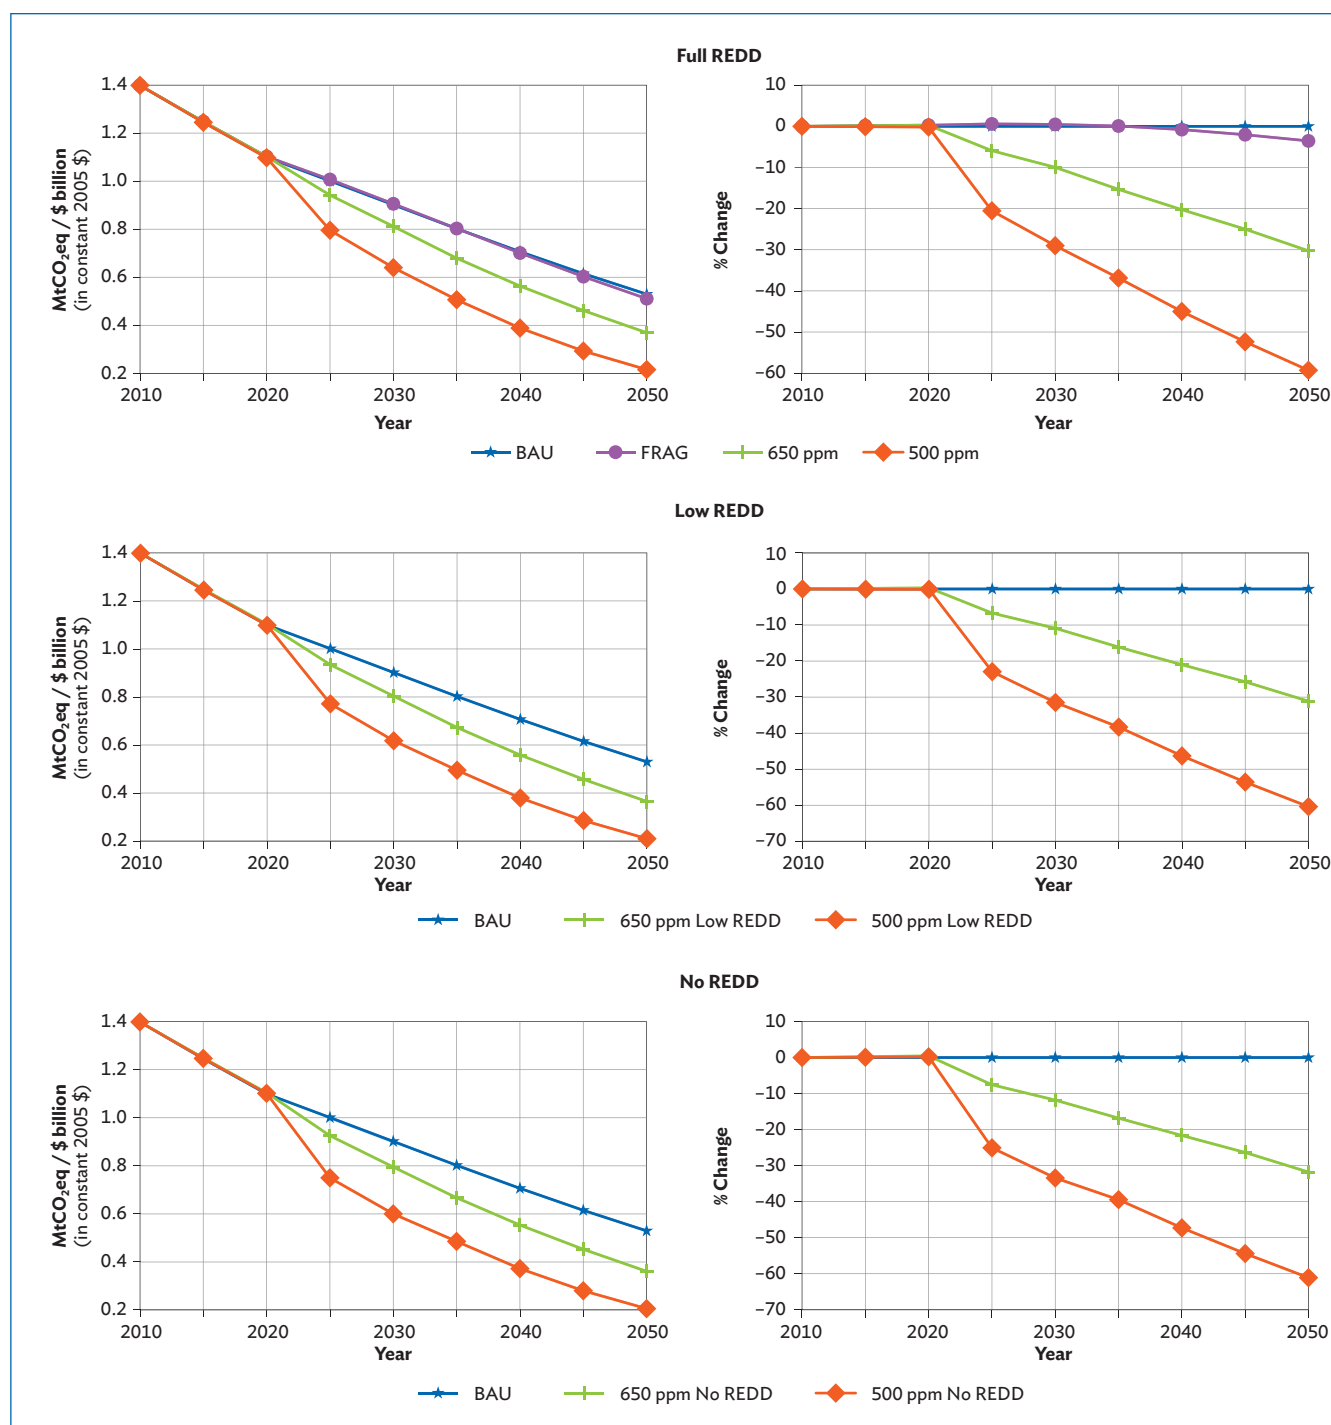 Full REDD
MtCO₂eq / $ billion
(in constant 2005 $)
1.4
1.2
1.0
0.8
0.6
0.4
0.2
2010 2020 2030 2040 2050
Year
% Change
10
0
–10
–20
–30
–40
–50
–60
2010 2020 2030 2040 2050
Year
BAU FRAG 650 ppm 500 ppm
Low REDD
MtCO₂eq / $ billion
(in constant 2005 $)
1.4
1.2
1.0
0.8
0.6
0.4
0.2
2010 2020 2030 2040 2050
Year
% Change
10
0
–10
–20
–30
–40
–50
–60
–70
2010 2020 2030 2040 2050
Year
BAU 650 ppm Low REDD 500 ppm Low REDD
No REDD
MtCO₂eq / $ billion
(in constant 2005 $)
1.4
1.2
1.0
0.8
0.6
0.4
0.2
2010 2020 2030 2040 2050
Year
% Change
10
0
–10
–20
–30
–40
–50
–60
–70
2010 2020 2030 2040 2050
Year
BAU 650 ppm No REDD 500 ppm No REDD